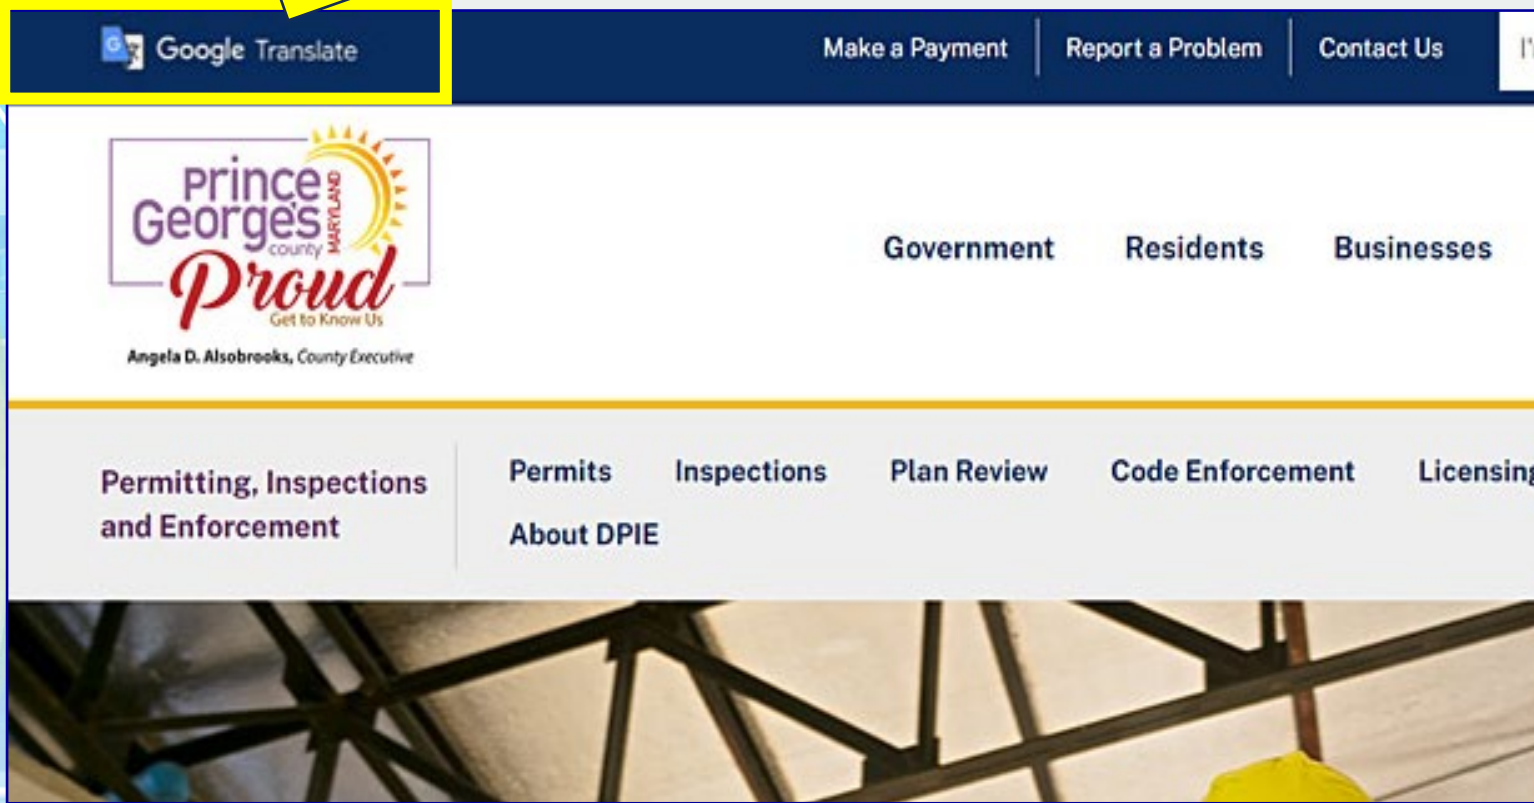 Google Translate
Make a Payment
Report a Problem
Contact Us
Prince
George's
county
MARYLAND
Proud
Get to Know Us
Angela D. Alsobrooks, County Executive
Government
Residents
Businesses
Permitting, Inspections
and Enforcement
Permits
Inspections
Plan Review
Code Enforcement
Licensing
About DPIE